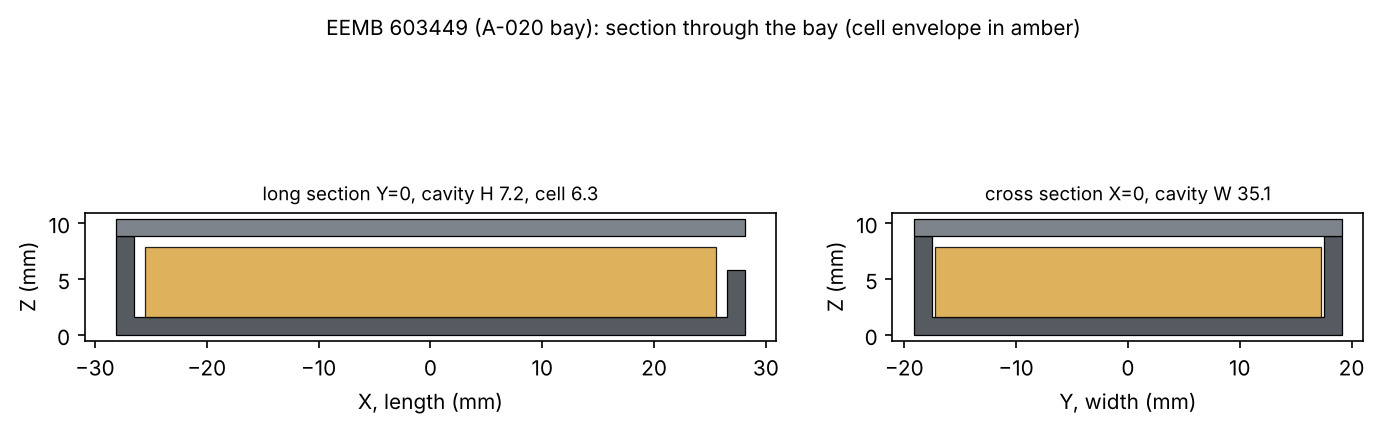 EEMB 603449 (A-020 bay): section through the bay (cell envelope in amber)
long section Y=0, cavity H 7.2, cell 6.3
10
5
0
Z (mm)
−30 −20 −10 0 10 20 30
X, length (mm)
cross section X=0, cavity W 35.1
10
5
0
Z (mm)
−20 −10 0 10 20
Y, width (mm)